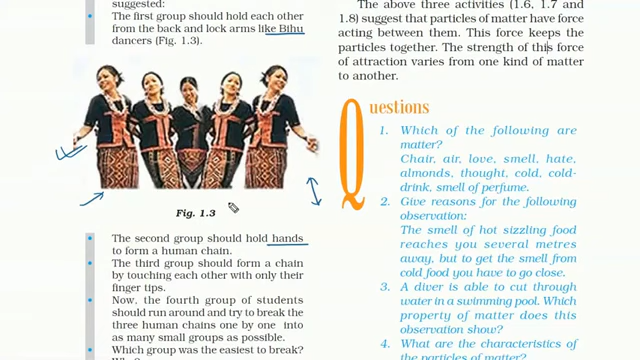 suggested:
The first group should hold each other
from the back and lock arms like Bihu
dancers (Fig. 1.3).
Fig. 1.3
The second group should hold hands
to form a human chain.
The third group should form a chain
by touching each other with only their
finger tips.
Now, the fourth group of students
should run around and try to break the
three human chains one by one into
as many small groups as possible.
Which group was the easiest to break?
The above three activities (1.6, 1.7 and
1.8) suggest that particles of matter have force
acting between them. This force keeps the
particles together. The strength of this force
of attraction varies from one kind of matter
to another.
Questions
1. Which of the following are
matter?
Chair, air, love, smell, hate,
almonds, thought, cold, cold-
drink, smell of perfume.
2. Give reasons for the following
observation:
The smell of hot sizzling food
reaches you several metres
away, but to get the smell from
cold food you have to go close.
3. A diver is able to cut through
water in a swimming pool. Which
property of matter does this
observation show?
4. What are the characteristics of
the particles of matter?